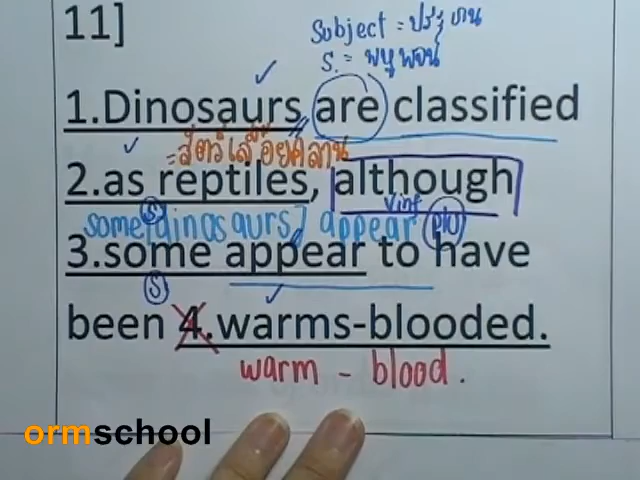 11]
Subject = ประธาน
S. = พหูพจน์
1.Dinosaurs are classified
=สัตว์เลื้อยคลาน
2.as reptiles, although
Vinf
some[dinosaurs] appear plu
3.some appear to have
S
S
been 4.warms-blooded.
warm - blood.
ormschool